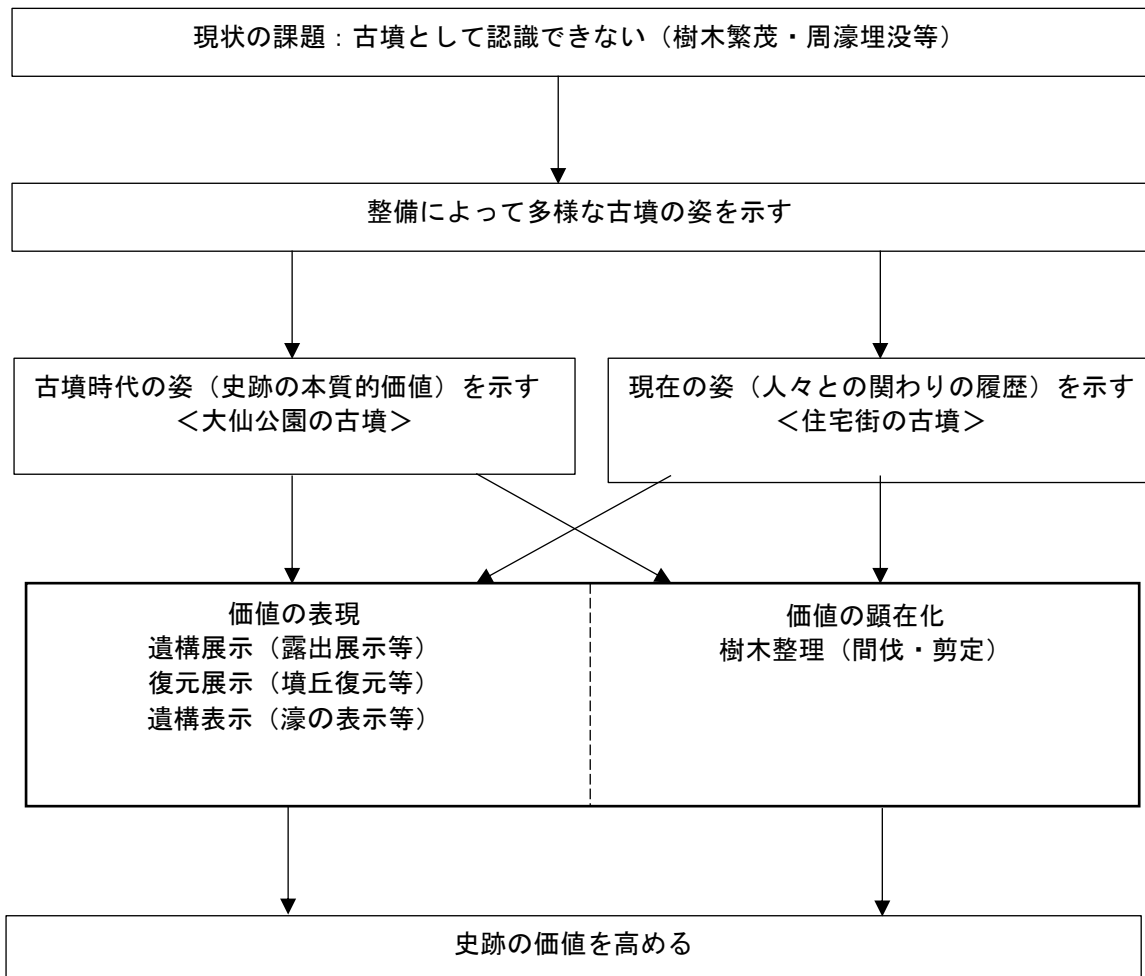 現状の課題：古墳として認識できない（樹木繁茂・周濠埋没等）
整備によって多様な古墳の姿を示す
古墳時代の姿（史跡の本質的価値）を示す
＜大仙公園の古墳＞
現在の姿（人々との関わりの履歴）を示す
＜住宅街の古墳＞
価値の表現
遺構展示（露出展示等）
復元展示（墳丘復元等）
遺構表示（濠の表示等）
価値の顕在化
樹木整理（間伐・剪定）
史跡の価値を高める